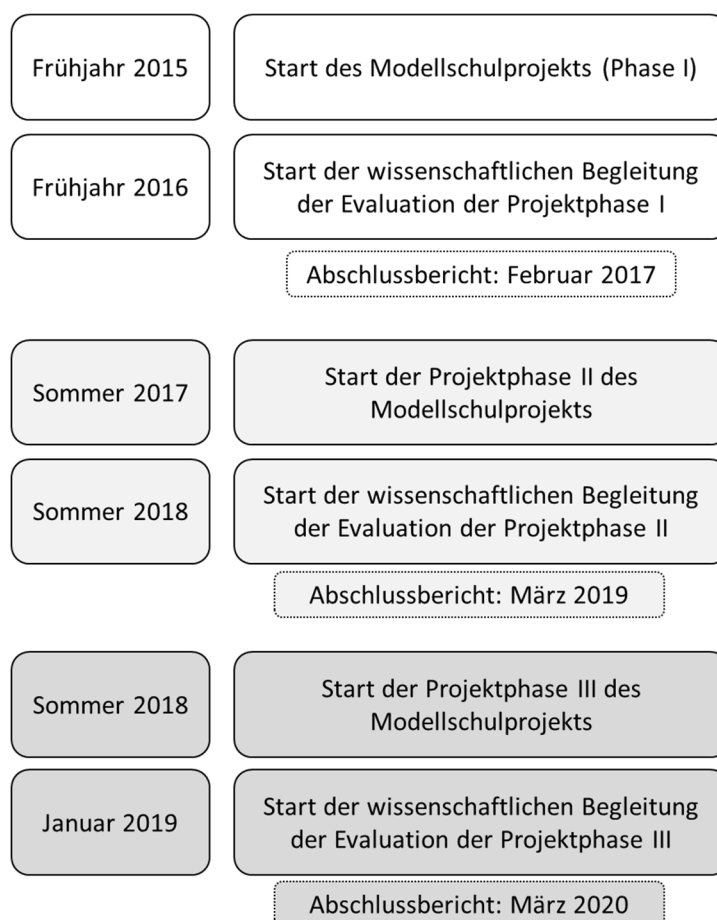 Frühjahr 2015
Start des Modellschulprojekts (Phase I)
Frühjahr 2016
Start der wissenschaftlichen Begleitung
der Evaluation der Projektphase I
Abschlussbericht: Februar 2017
Sommer 2017
Start der Projektphase II des
Modellschulprojekts
Sommer 2018
Start der wissenschaftlichen Begleitung
der Evaluation der Projektphase II
Abschlussbericht: März 2019
Sommer 2018
Start der Projektphase III des
Modellschulprojekts
Januar 2019
Start der wissenschaftlichen Begleitung
der Evaluation der Projektphase III
Abschlussbericht: März 2020